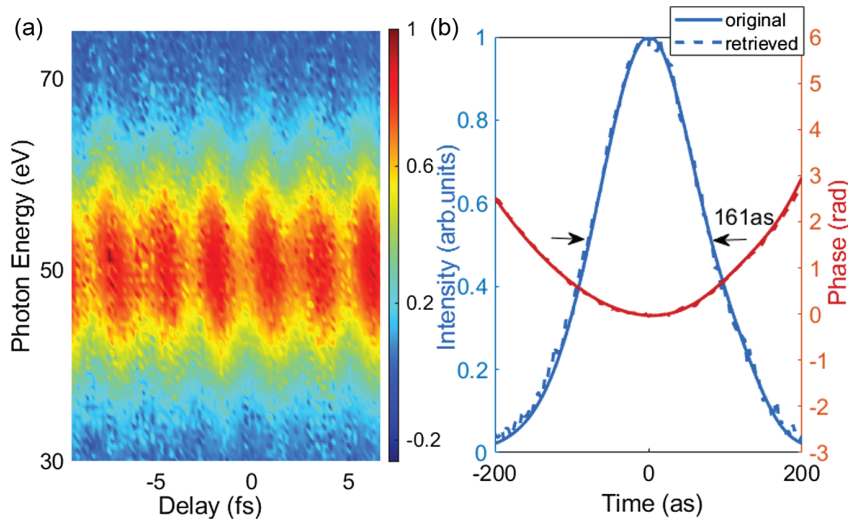 (a)
Photon Energy (eV)
70
50
30
-5
0
5
Delay (fs)
1
0.6
0.2
-0.2
(b)
original
retrieved
Intensity (arb.units)
1
0.8
0.6
0.4
0.2
0
161as
6
5
4
3
2
1
0
-1
-2
-3
Phase (rad)
-200
0
200
Time (as)